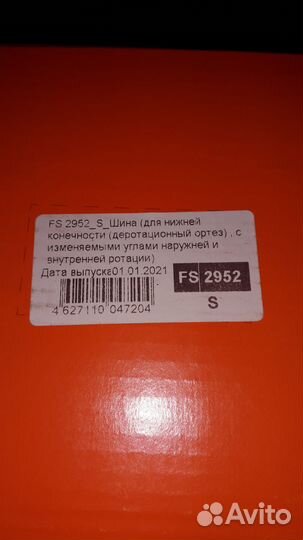 FS 2952_S_Шина (для нижней
конечности (деротационный ортез) , с
изменяемыми углами наружней и
внутренней ротации)
Дата выпуска01.01.2021
FS 2952
S
4 627110 047204
Avito